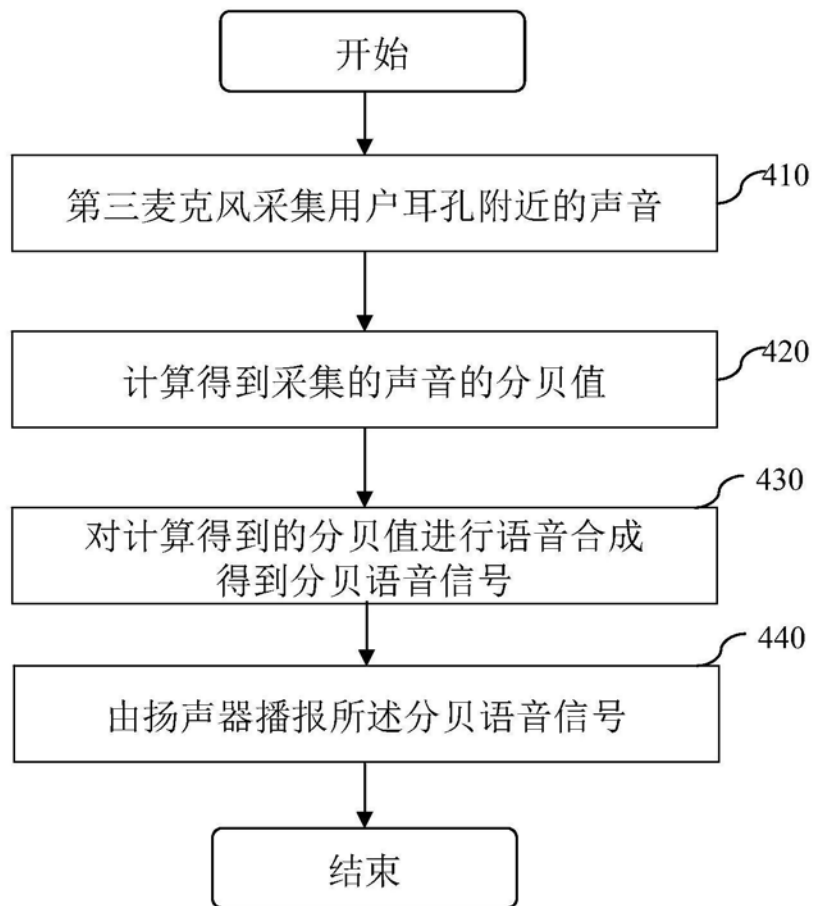 开始
第三麦克风采集用户耳孔附近的声音
410
计算得到采集的声音的分贝值
420
430
对计算得到的分贝值进行语音合成
得到分贝语音信号
440
由扬声器播报所述分贝语音信号
结束